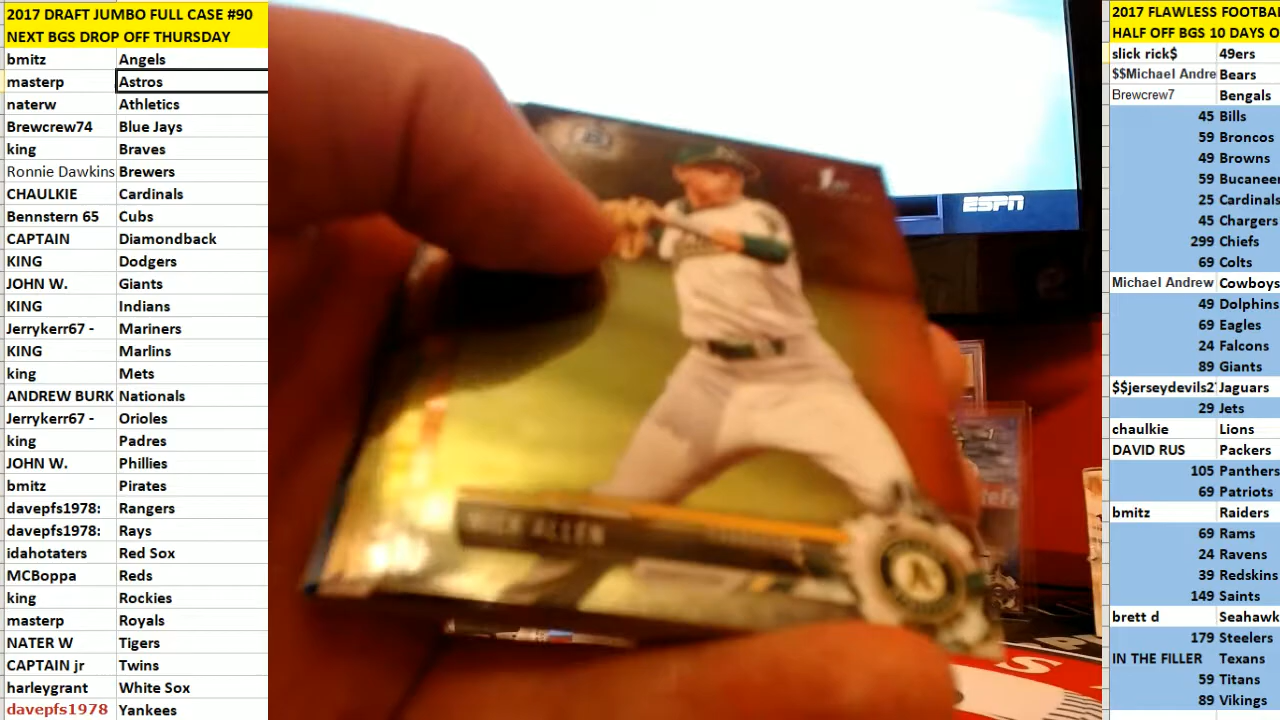 2017 DRAFT JUMBO FULL CASE #90
NEXT BGS DROP OFF THURSDAY
bmitz Angels
masterp Astros
naterw Athletics
Brewcrew74 Blue Jays
king Braves
Ronnie Dawkins Brewers
CHAULKIE Cardinals
Bennstern 65 Cubs
CAPTAIN Diamondback
KING Dodgers
JOHN W. Giants
KING Indians
Jerrykerr67 - Mariners
KING Marlins
king Mets
ANDREW BURK Nationals
Jerrykerr67 - Orioles
king Padres
JOHN W. Phillies
bmitz Pirates
davepfs1978: Rangers
davepfs1978: Rays
idahotaters Red Sox
MCBoppa Reds
king Rockies
masterp Royals
NATER W Tigers
CAPTAIN jr Twins
harleygrant White Sox
davepfs1978 Yankees
1st
ESPN
NICK ALLEN
2017 FLAWLESS FOOTBA
HALF OFF BGS 10 DAYS O
slick rick$ 49ers
$$Michael Andre Bears
Brewcrew7 Bengals
45 Bills
59 Broncos
49 Browns
59 Bucaneer
25 Cardinals
45 Chargers
299 Chiefs
69 Colts
Michael Andrew Cowboys
49 Dolphins
69 Eagles
24 Falcons
89 Giants
$$jerseydevils2 Jaguars
29 Jets
chaulkie Lions
DAVID RUS Packers
105 Panthers
69 Patriots
bmitz Raiders
69 Rams
24 Ravens
39 Redskins
149 Saints
brett d Seahawk
179 Steelers
IN THE FILLER Texans
59 Titans
89 Vikings